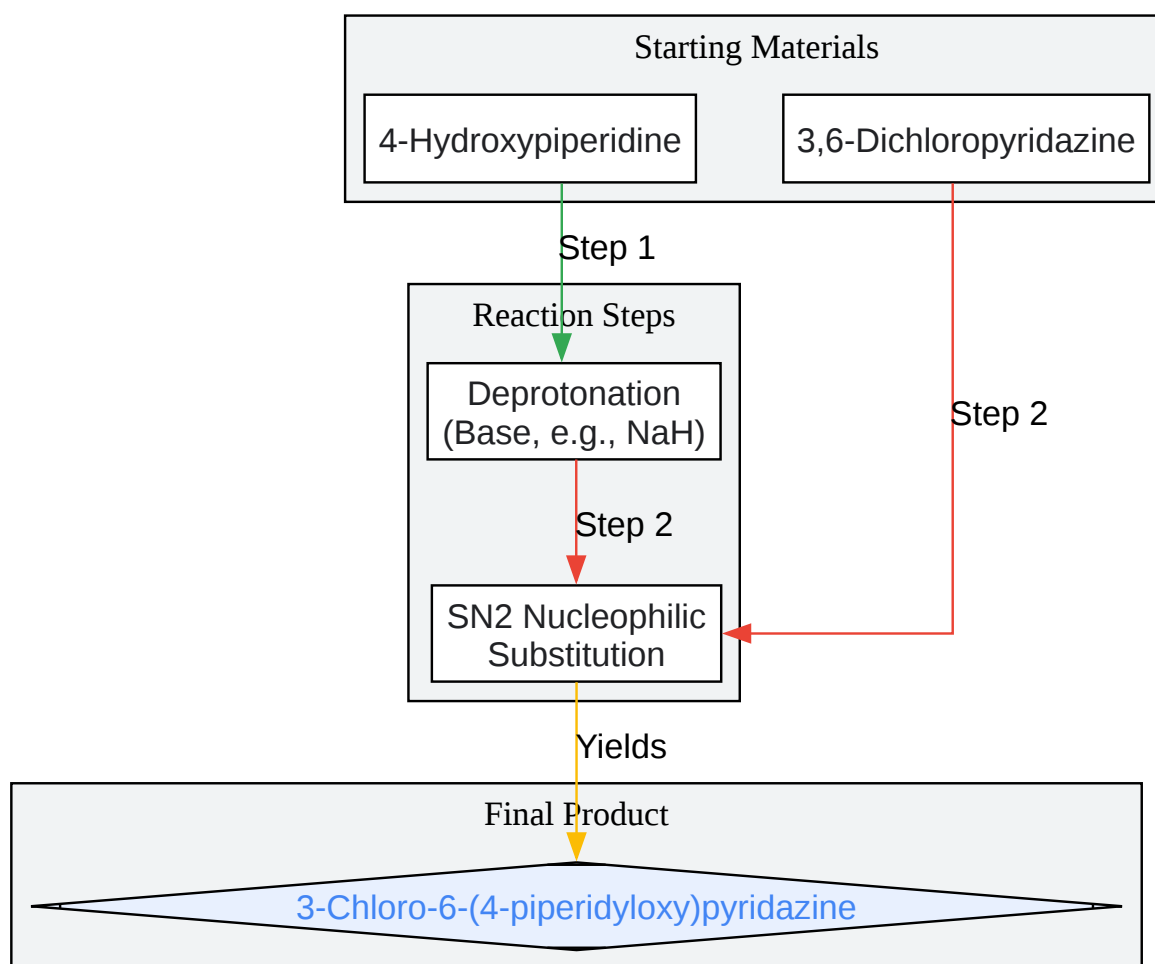 Starting Materials
4-Hydroxypiperidine
3,6-Dichloropyridazine
Step 1
Reaction Steps
Deprotonation
(Base, e.g., NaH)
Step 2
Step 2
SN2 Nucleophilic
Substitution
Yields
Final Product
3-Chloro-6-(4-piperidyloxy)pyridazine